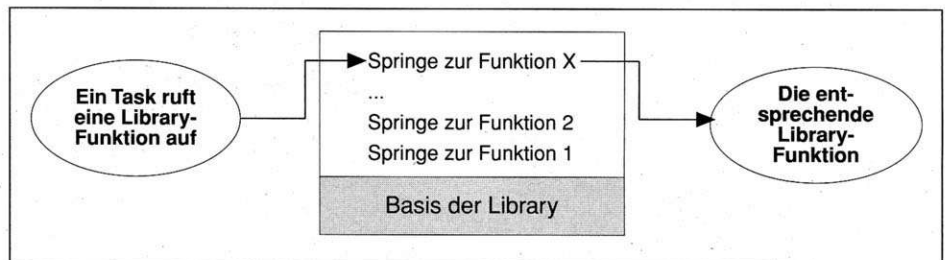 Ein Task ruft
eine Library-
Funktion auf
Springe zur Funktion X
...
Springe zur Funktion 2
Springe zur Funktion 1
Basis der Library
Die ent-
sprechende
Library-
Funktion